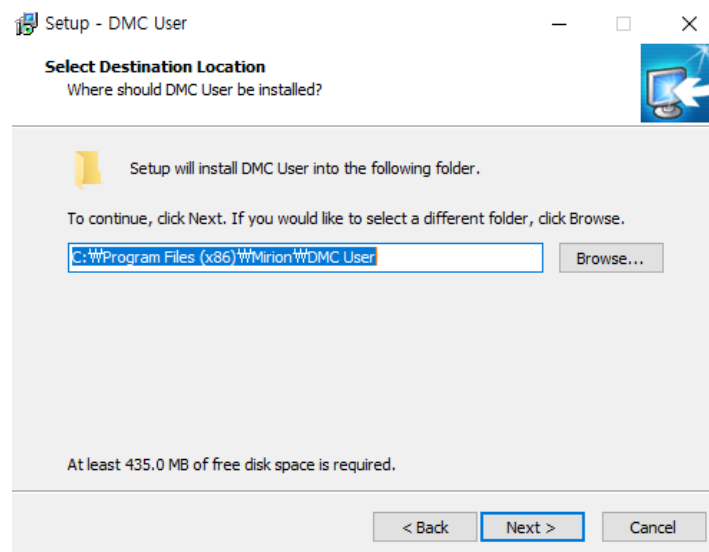 Setup - DMC User
Select Destination Location
Where should DMC User be installed?
Setup will install DMC User into the following folder.
To continue, click Next. If you would like to select a different folder, click Browse.
C:₩Program Files (x86)₩Mirion₩DMC User
Browse...
At least 435.0 MB of free disk space is required.
< Back
Next >
Cancel